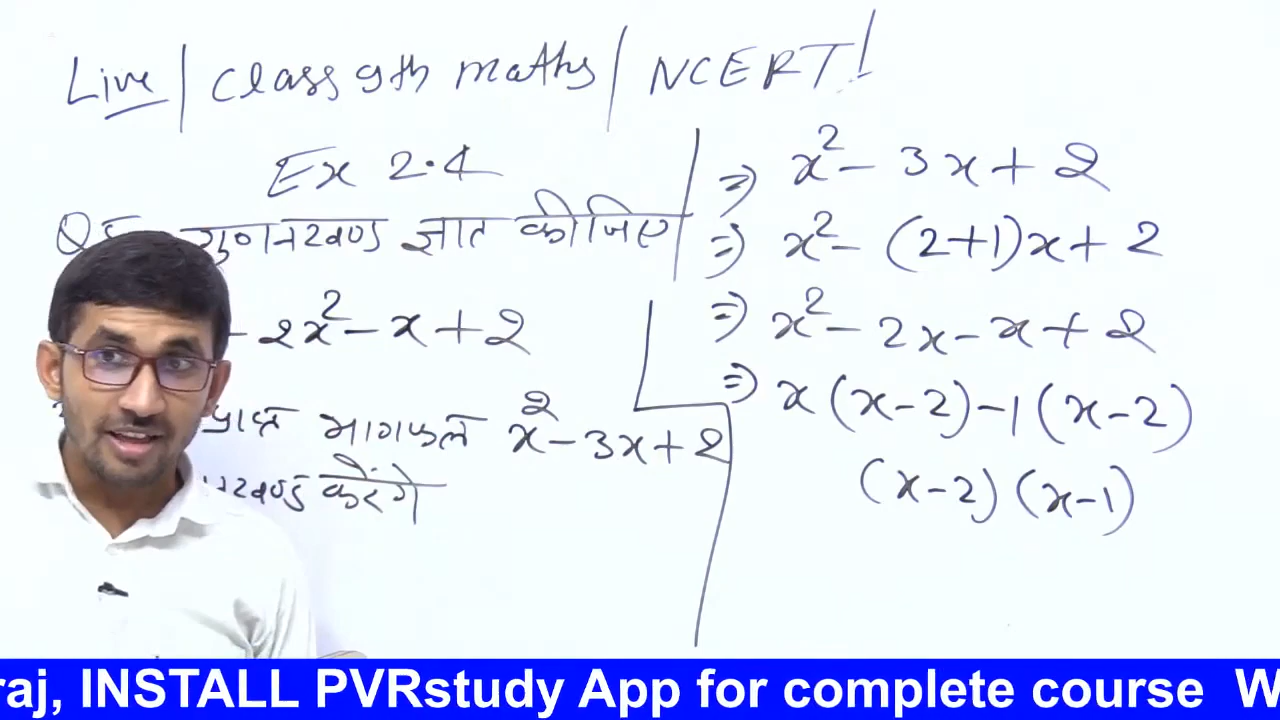 Live | Class 9th maths / NCERT!
Ex 2.4
Q5 गुणनखण्ड ज्ञात कीजिए
- 2x² - x + 2
प्राप्त भागफल x² - 3x + 2
करेंगे
⇒ x² - 3x + 2
⇒ x² - (2+1)x + 2
⇒ x² - 2x - x + 2
⇒ x (x-2) -1 (x-2)
(x-2) (x-1)
raj, INSTALL PVRstudy App for complete course W